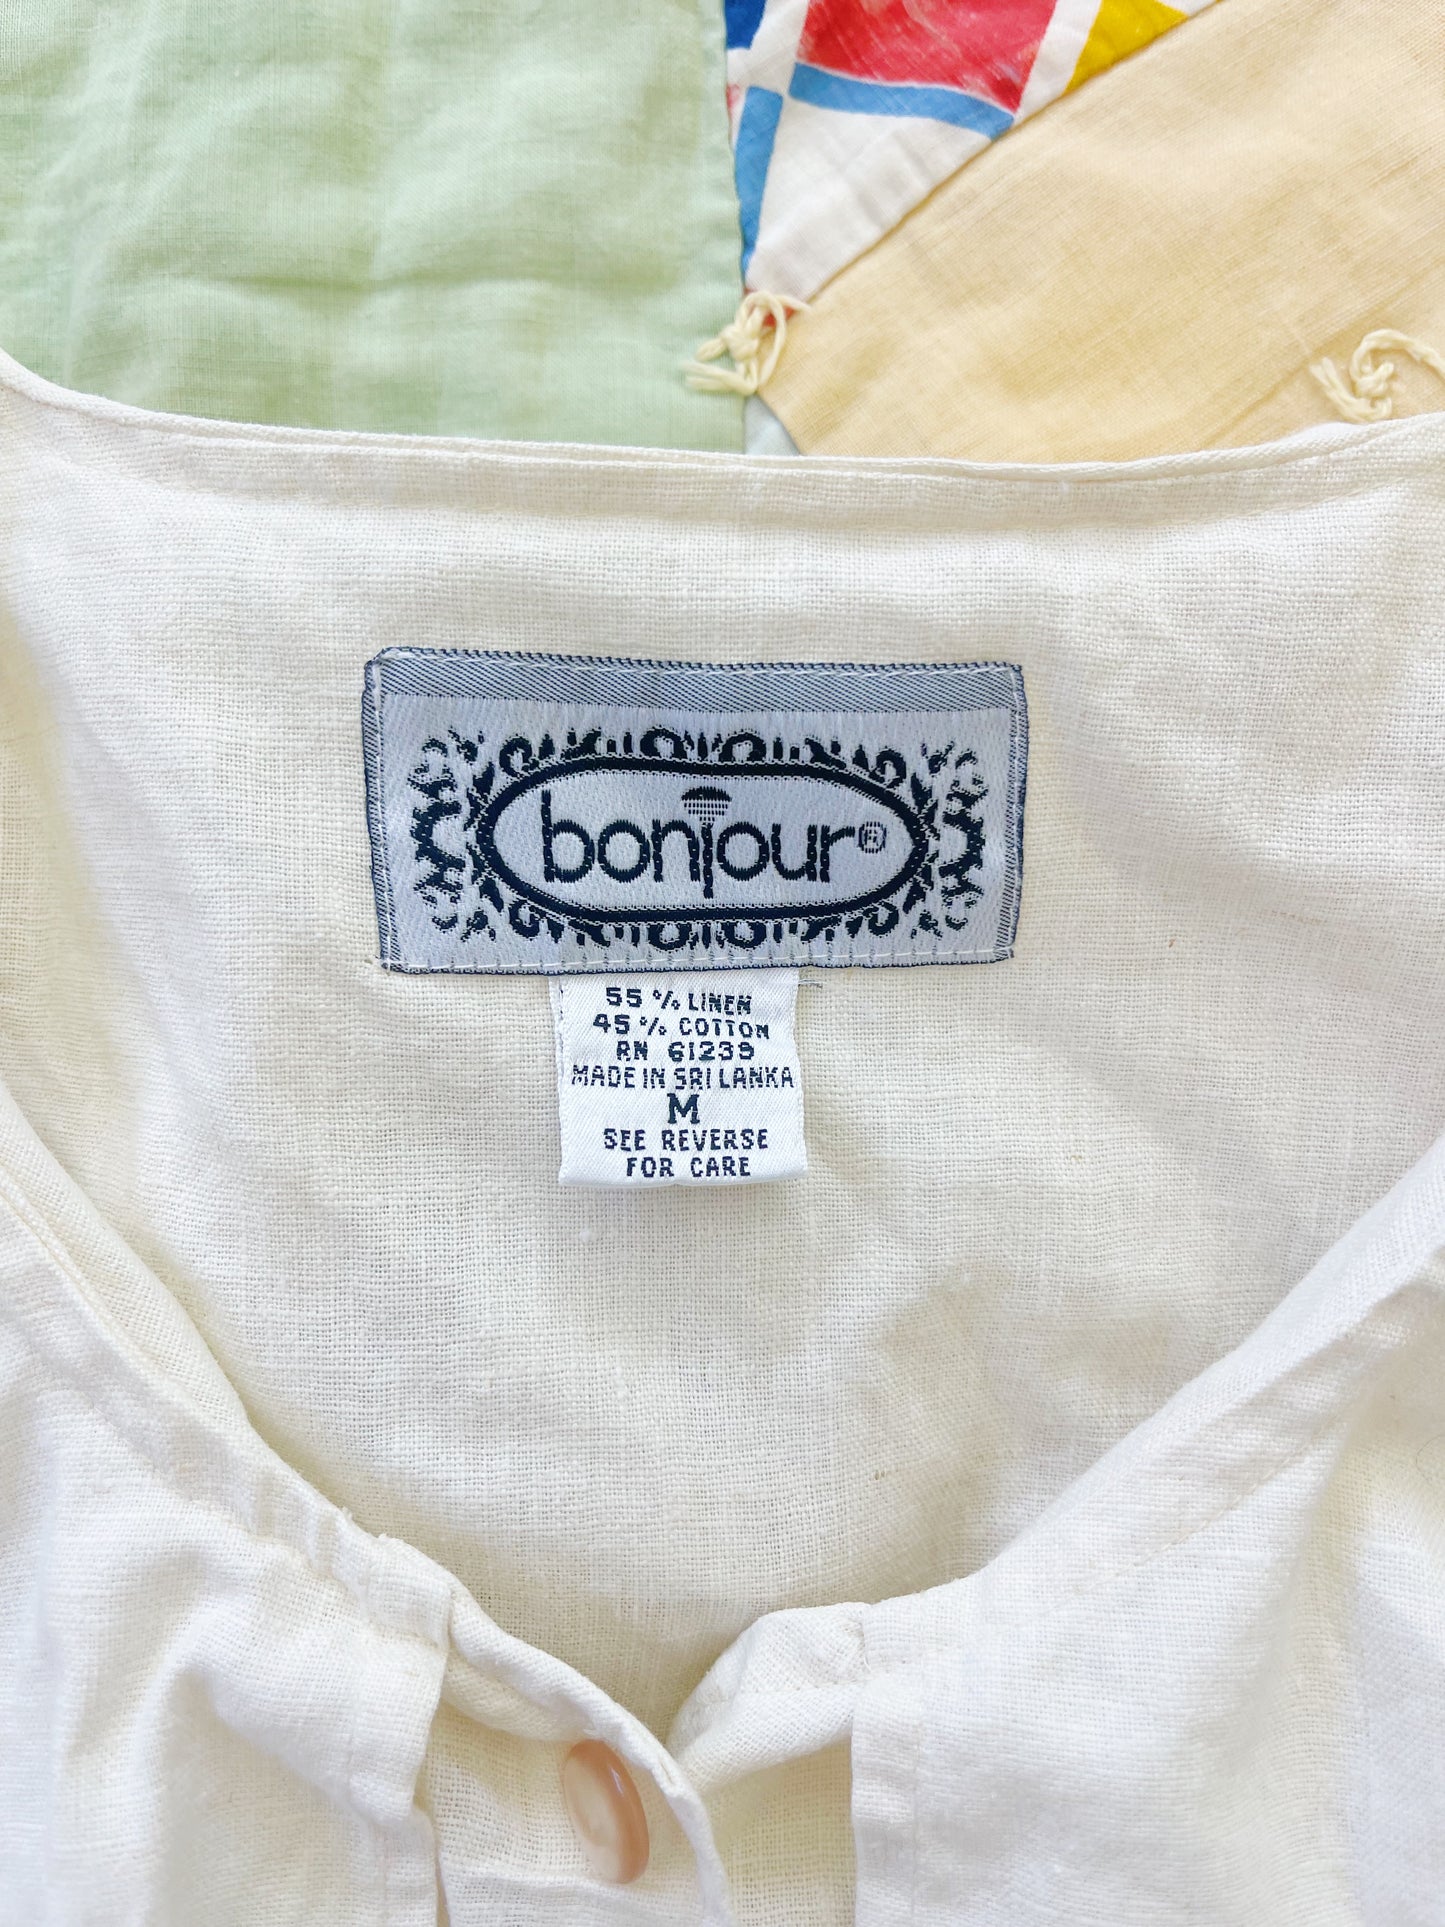 bonjour®
55% LINEN
45% COTTON
RN 61239
MADE IN SRI LANKA
M
SEE REVERSE
FOR CARE